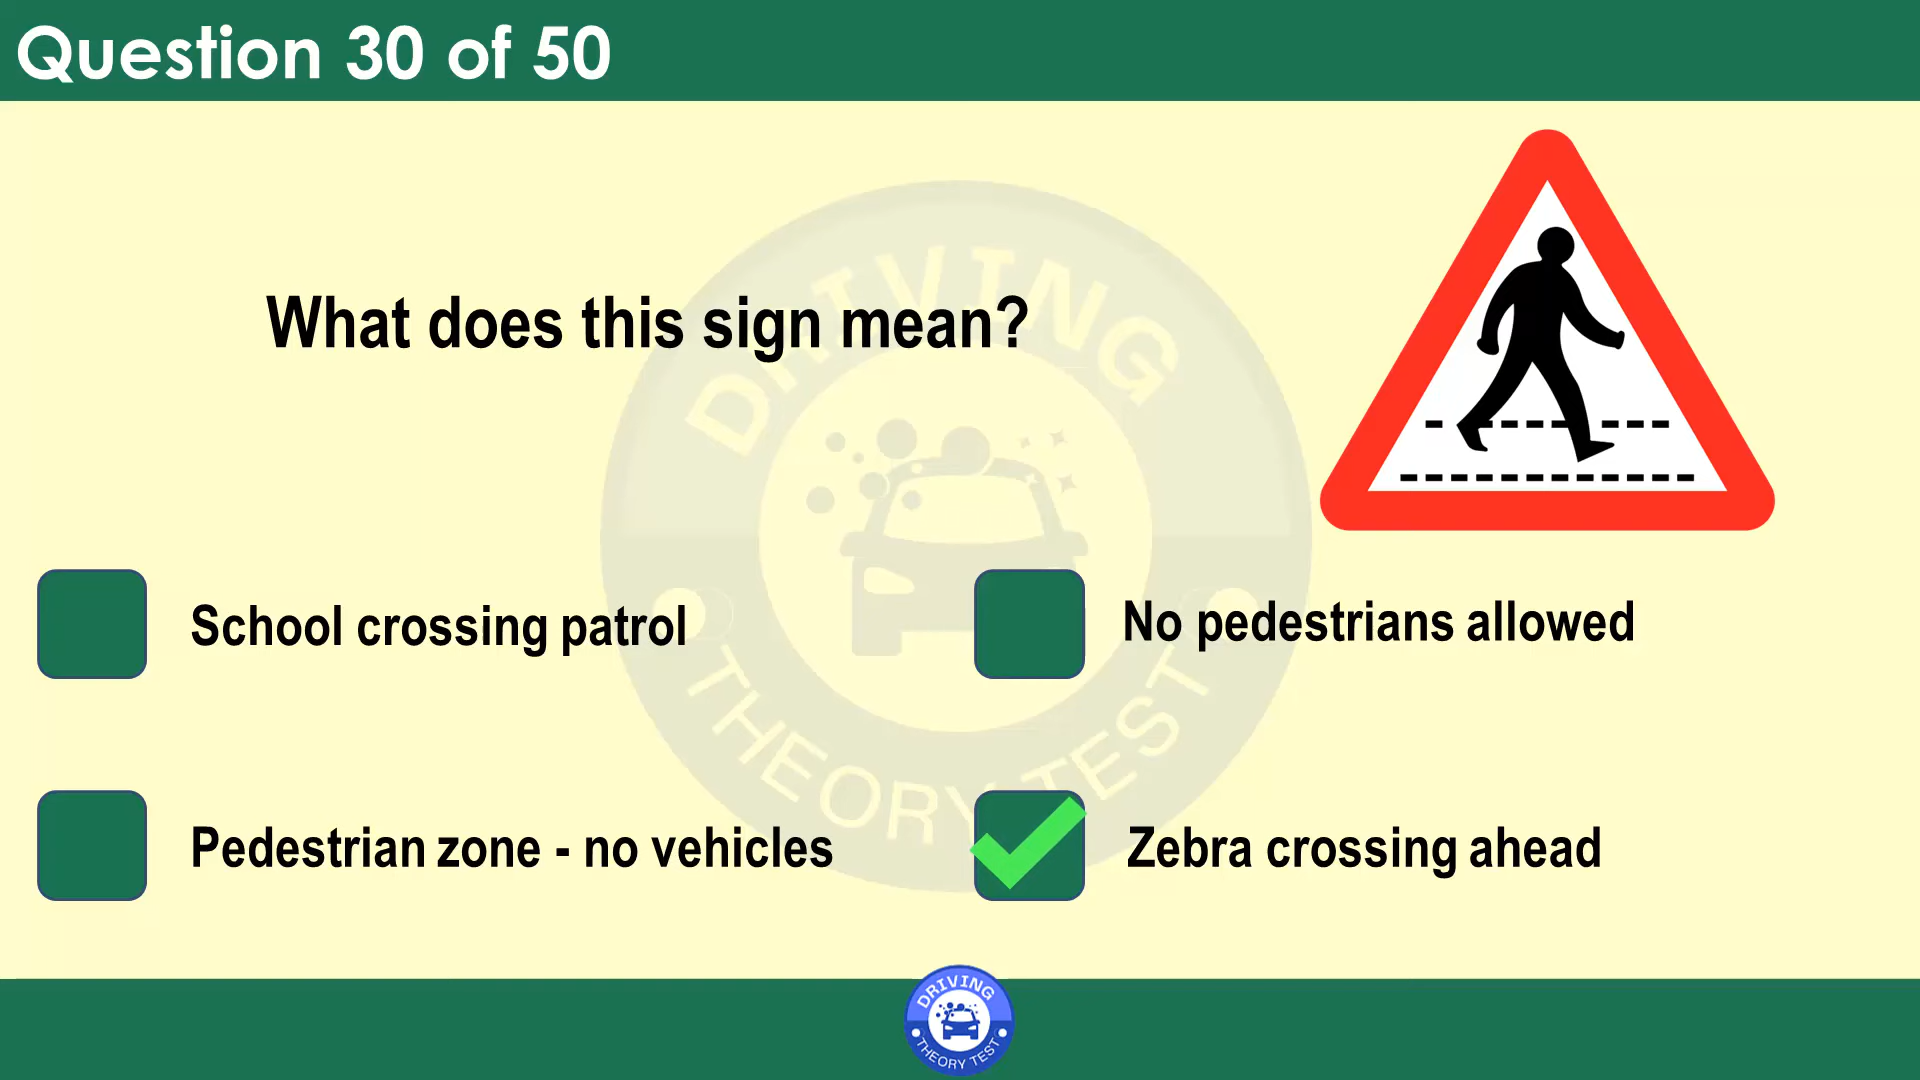 Question 30 of 50
What does this sign mean?
DRIVING
THEORY TEST
School crossing patrol
No pedestrians allowed
Pedestrian zone - no vehicles
Zebra crossing ahead
DRIVING
THEORY TEST